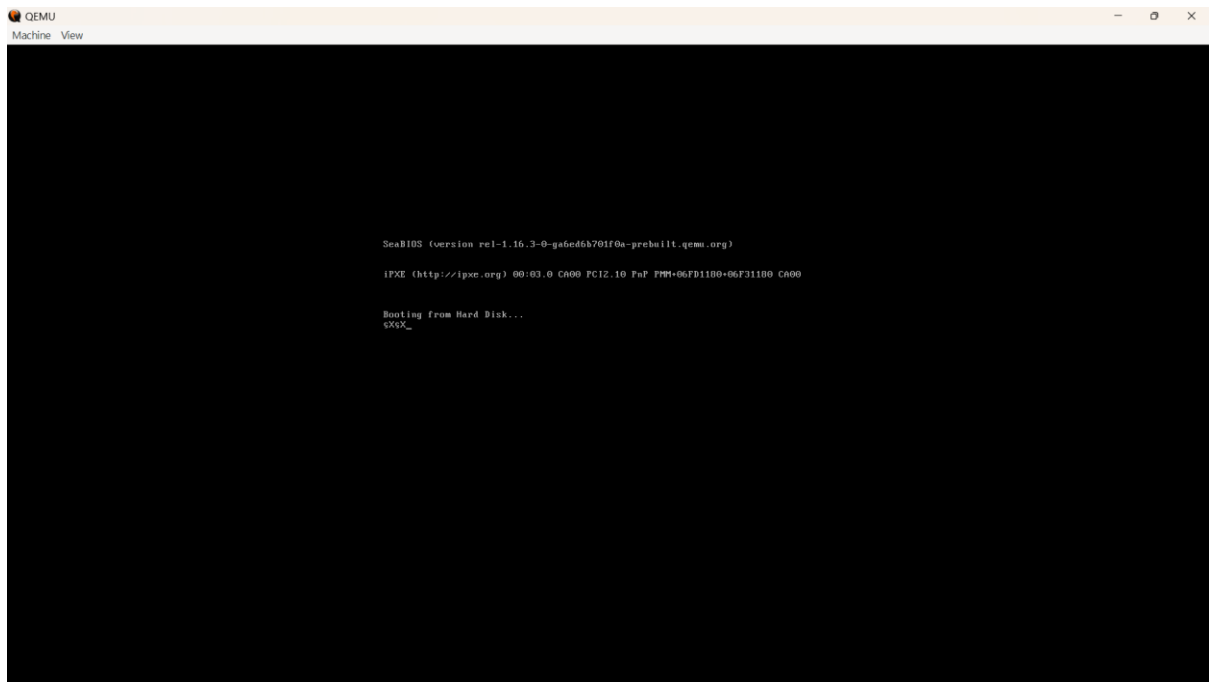 QEMU
Machine View
SeaBIOS (version rel-1.16.3-0-ga6ed6b701f0a-prebuilt.qemu.org)
iPXE (http://ipxe.org) 00:03.0 CA00 PCI2.10 PnP PMM+06FD1180+06F31180 CA00
Booting from Hard Disk...